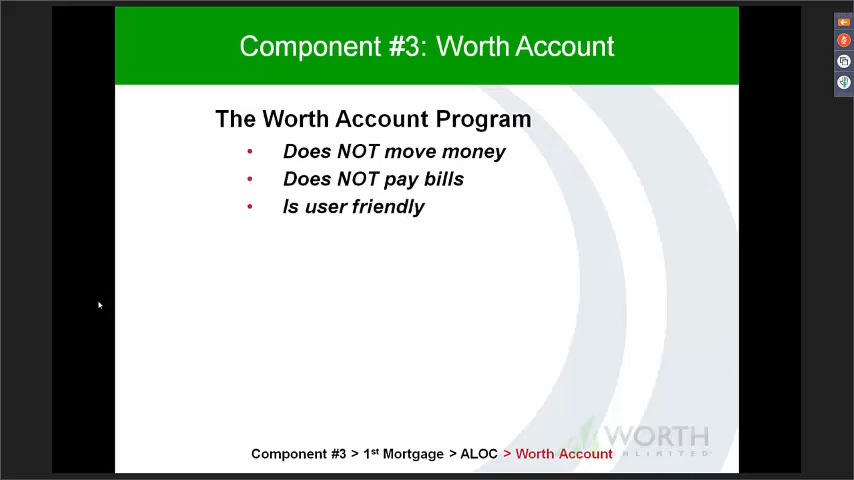 Component #3: Worth Account
The Worth Account Program
• Does NOT move money
• Does NOT pay bills
• Is user friendly
WORTH
UNLIMITED
Component #3 > 1st Mortgage > ALOC > Worth Account